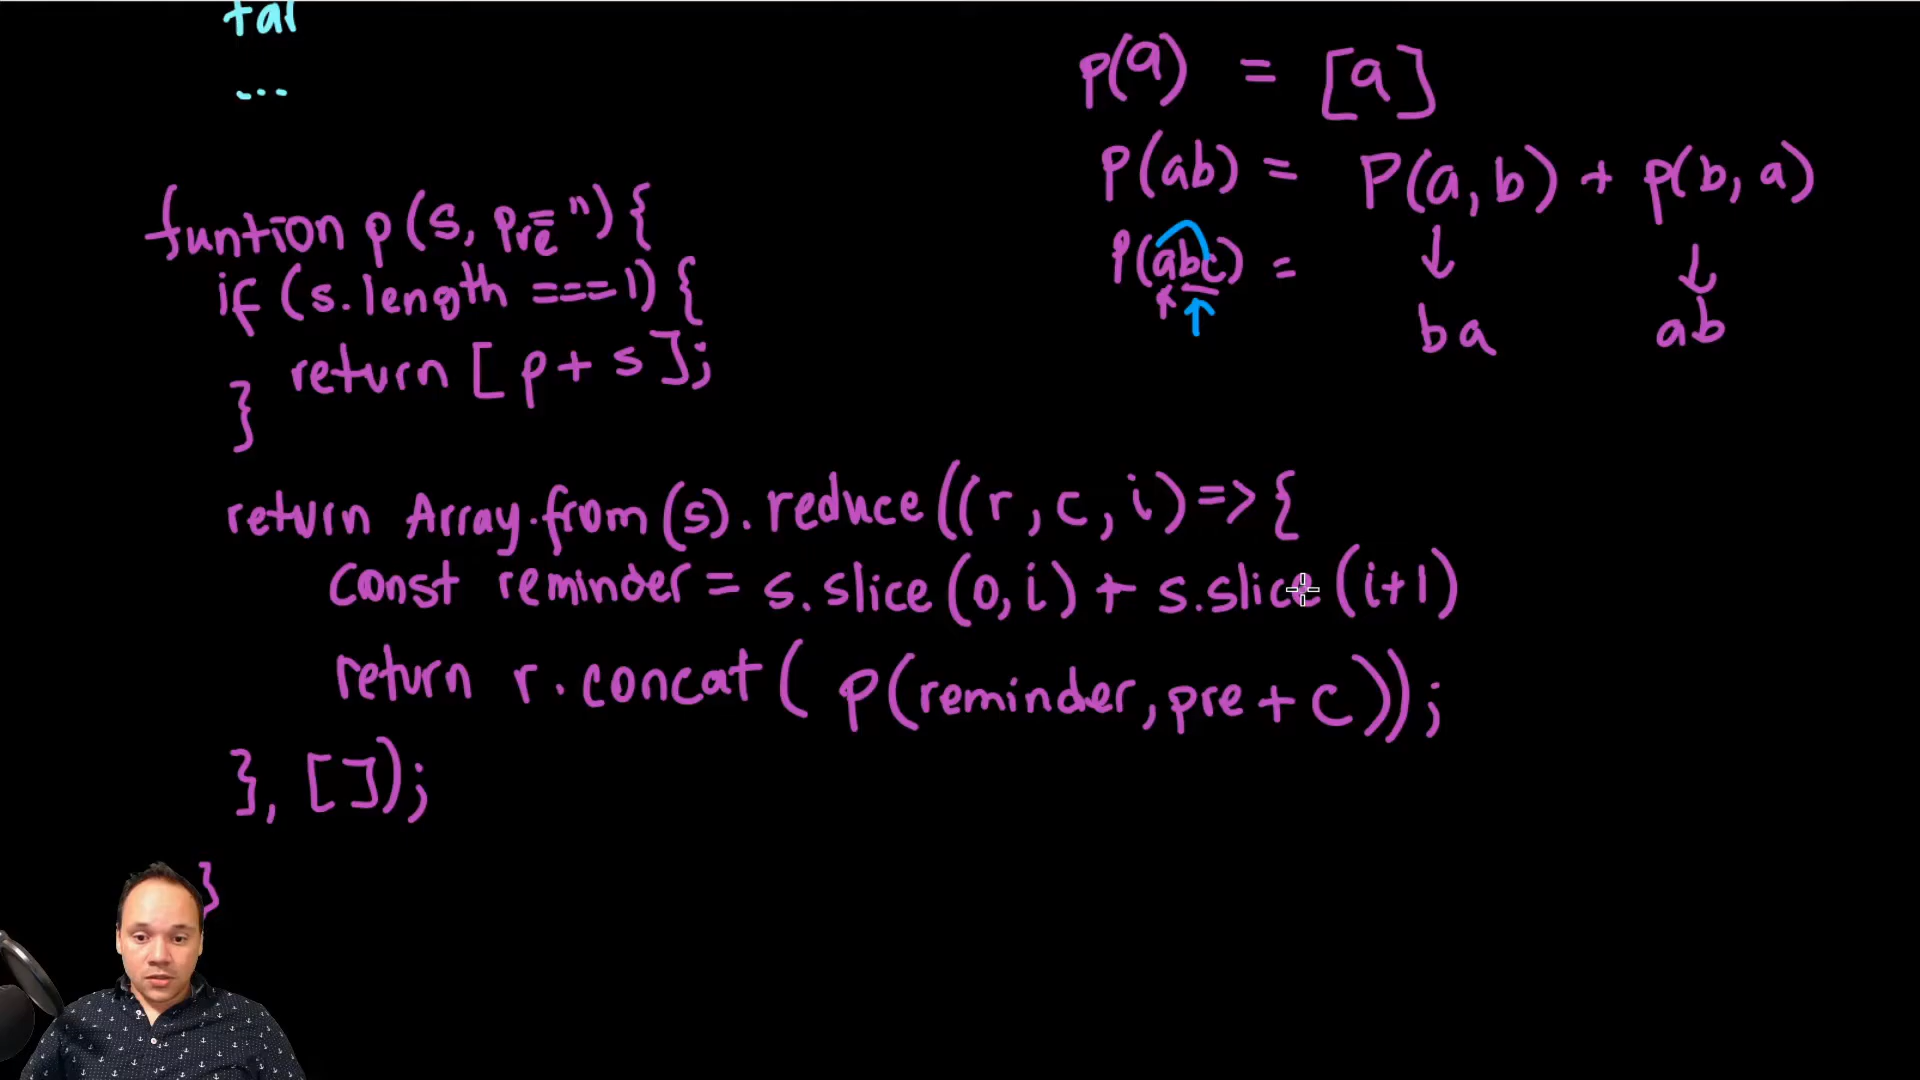 tar
...
funtion p (s, pre="") {
if (s.length === 1) {
return [ p + s ];
}
return Array.from(s).reduce((r, c, i) => {
const reminder = s.slice (0, i) + s.slice (i+1)
return r.concat( p(reminder, pre + c));
}, []);
}
p(a) = [a]
P(ab) = P(a, b) + p(b, a)
↓ ↓
ba ab
P(abc) =